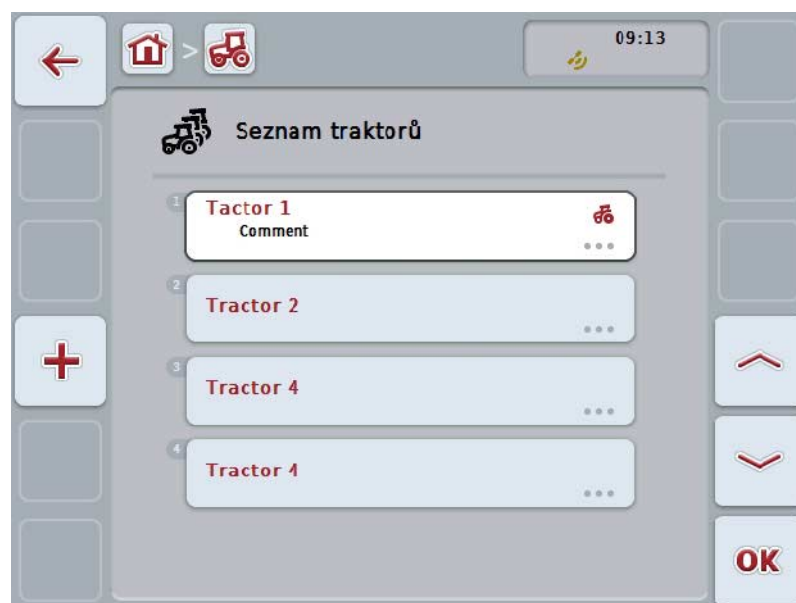 09:13
Seznam traktorů
1
Tactor 1
Comment
2
Tractor 2
3
Tractor 4
4
Tractor 4
OK